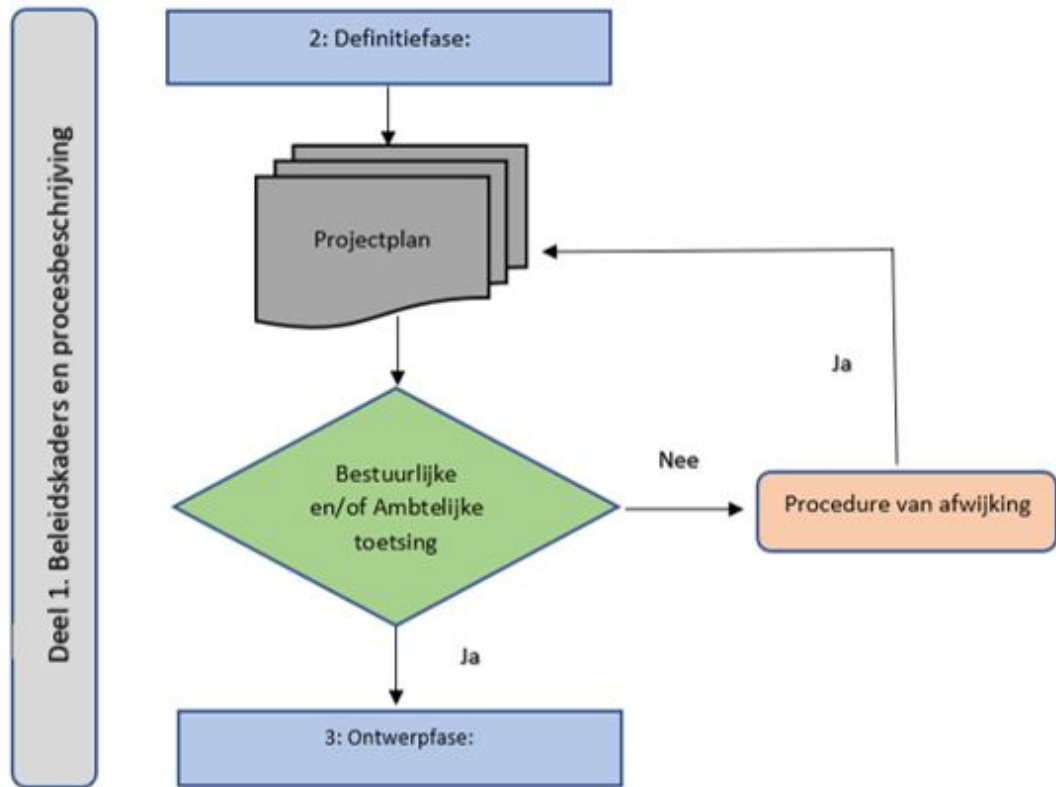 Deel 1. Beleidskaders en procesbeschrijving
2: Definitiefase:
Projectplan
Ja
Bestuurlijke
en/of Ambtelijke
toetsing
Nee
Procedure van afwijking
Ja
3: Ontwerpfase: